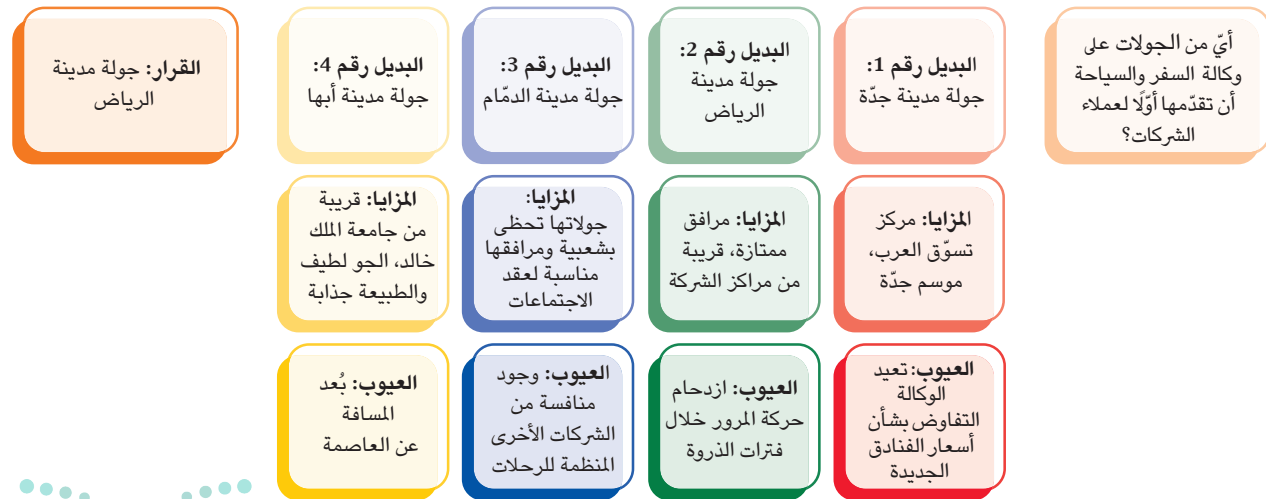 أيّ من الجولات على
وكالة السفر والسياحة
أن تقدّمها أوّلًا لعملاء
الشركات؟
البديل رقم 1:
جولة مدينة جدّة
البديل رقم 2:
جولة مدينة
الرياض
البديل رقم 3:
جولة مدينة الدمّام
البديل رقم 4:
جولة مدينة أبها
القرار: جولة مدينة
الرياض
المزايا: مركز
تسوّق العرب،
موسم جدّة
المزايا: مرافق
ممتازة، قريبة
من مراكز الشركة
المزايا:
جولاتها تحظى
بشعبية ومرافقها
مناسبة لعقد
الاجتماعات
المزايا: قريبة
من جامعة الملك
خالد، الجو لطيف
والطبيعة جذابة
العيوب: تعيد
الوكالة
التفاوض بشأن
أسعار الفنادق
الجديدة
العيوب: ازدحام
حركة المرور خلال
فترات الذروة
العيوب: وجود
منافسة من
الشركات الأخرى
المنظمة للرحلات
العيوب: بُعد
المسافة
عن العاصمة